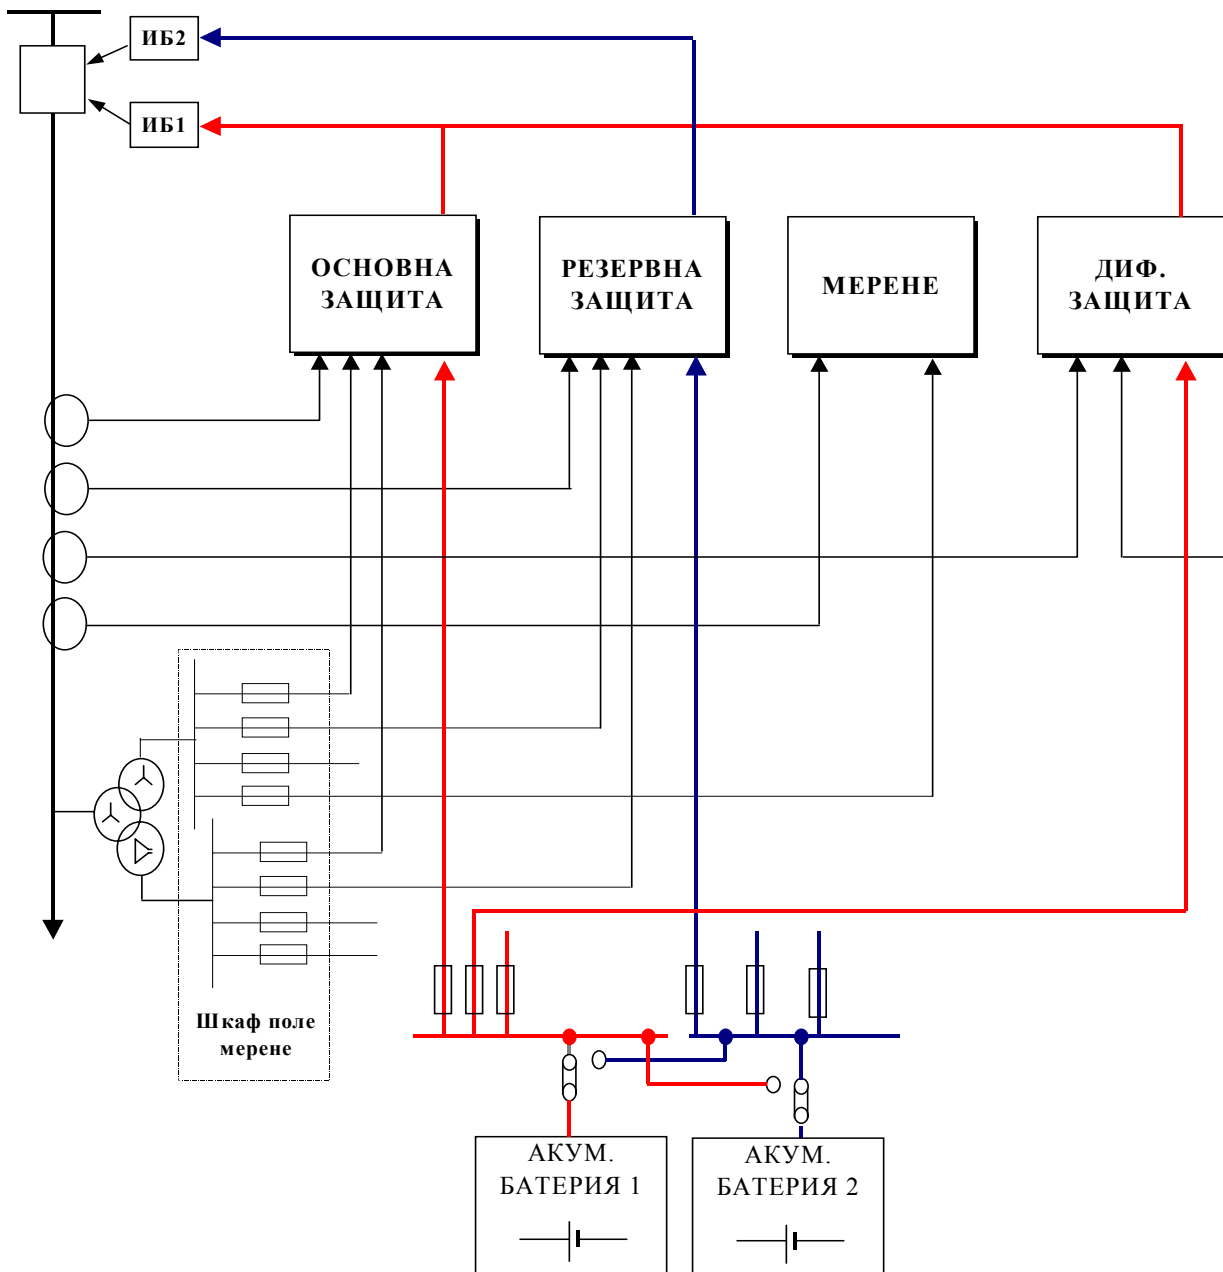 ИБ2
ИБ1
ОСНОВНА
ЗАЩИТА
РЕЗЕРВНА
ЗАЩИТА
МЕРЕНЕ
ДИФ.
ЗАЩИТА
Шкаф поле
мерене
АКУМ.
БАТЕРИЯ 1
АКУМ.
БАТЕРИЯ 2